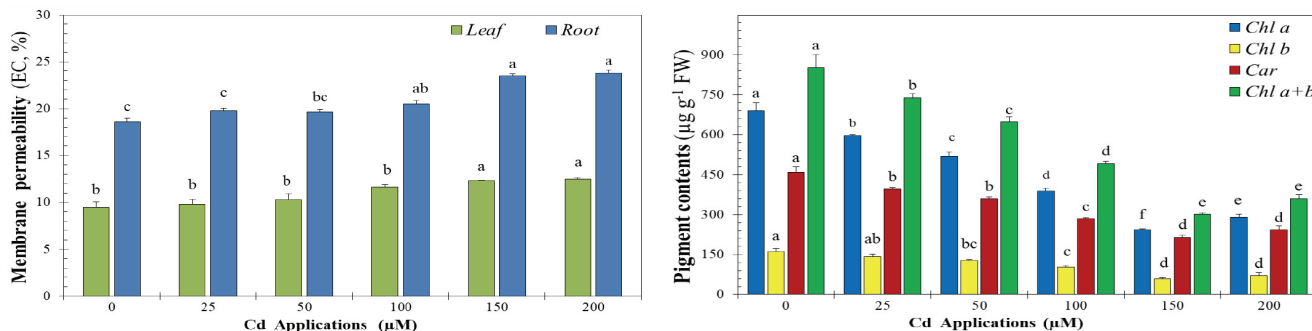 30
25
20
15
10
5
0
Membrane permeability (EC, %)
Leaf Root
c c bc ab a a
b b b b a a
0 25 50 100 150 200
Cd Applications (µM)
Chl a
Chl b
Car
Chl a+b
900
750
600
450
300
150
0
Pigment contents (µg g-1 FW)
a a a a
b ab b b
c bc b c
d c c d
f d d e
e d d e
0 25 50 100 150 200
Cd Applications (µM)